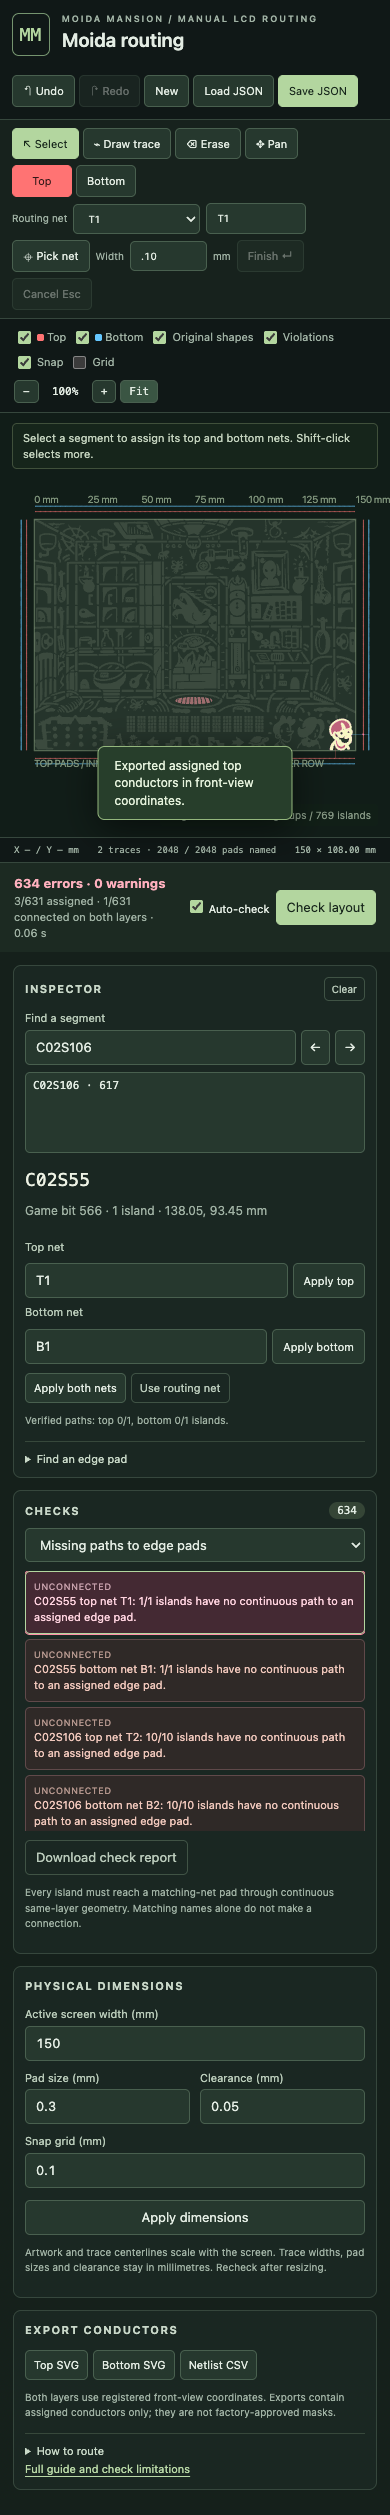 MM
MOIDA MANSION / MANUAL LCD ROUTING
Moida routing
↶ Undo
↷ Redo
New
Load JSON
Save JSON
↖ Select
⌁ Draw trace
⌫ Erase
✥ Pan
Top
Bottom
Routing net
T1
T1
⌖ Pick net
Width
.10
mm
Finish ↵
Cancel Esc
Top
Bottom
Original shapes
Violations
Snap
Grid
−
100%
+
Fit
Select a segment to assign its top and bottom nets. Shift-click
selects more.
0 mm 25 mm 50 mm 75 mm 100 mm 125 mm 150 mm
TOP PADS /
ROW
Exported assigned top
conductors in front-view
coordinates.
/ 769 islands
X — / Y — mm 2 traces · 2048 / 2048 pads named 150 × 108.00 mm
634 errors · 0 warnings
3/631 assigned · 1/631
connected on both layers ·
0.06 s
Auto-check
Check layout
INSPECTOR
Clear
Find a segment
C02S106
←
→
C02S106 · 617
C02S55
Game bit 566 · 1 island · 138.05, 93.45 mm
Top net
T1
Apply top
Bottom net
B1
Apply bottom
Apply both nets
Use routing net
Verified paths: top 0/1, bottom 0/1 islands.
▶ Find an edge pad
CHECKS
634
Missing paths to edge pads
UNCONNECTED
C02S55 top net T1: 1/1 islands have no continuous path to an
assigned edge pad.
UNCONNECTED
C02S55 bottom net B1: 1/1 islands have no continuous path
to an assigned edge pad.
UNCONNECTED
C02S106 top net T2: 10/10 islands have no continuous path
to an assigned edge pad.
UNCONNECTED
C02S106 bottom net B2: 10/10 islands have no continuous
path to an assigned edge pad.
Download check report
Every island must reach a matching-net pad through continuous
same-layer geometry. Matching names alone do not make a
connection.
PHYSICAL DIMENSIONS
Active screen width (mm)
150
Pad size (mm)
Clearance (mm)
0.3
0.05
Snap grid (mm)
0.1
Apply dimensions
Artwork and trace centerlines scale with the screen. Trace widths, pad
sizes and clearance stay in millimetres. Recheck after resizing.
EXPORT CONDUCTORS
Top SVG
Bottom SVG
Netlist CSV
Both layers use registered front-view coordinates. Exports contain
assigned conductors only; they are not factory-approved masks.
▶ How to route
Full guide and check limitations